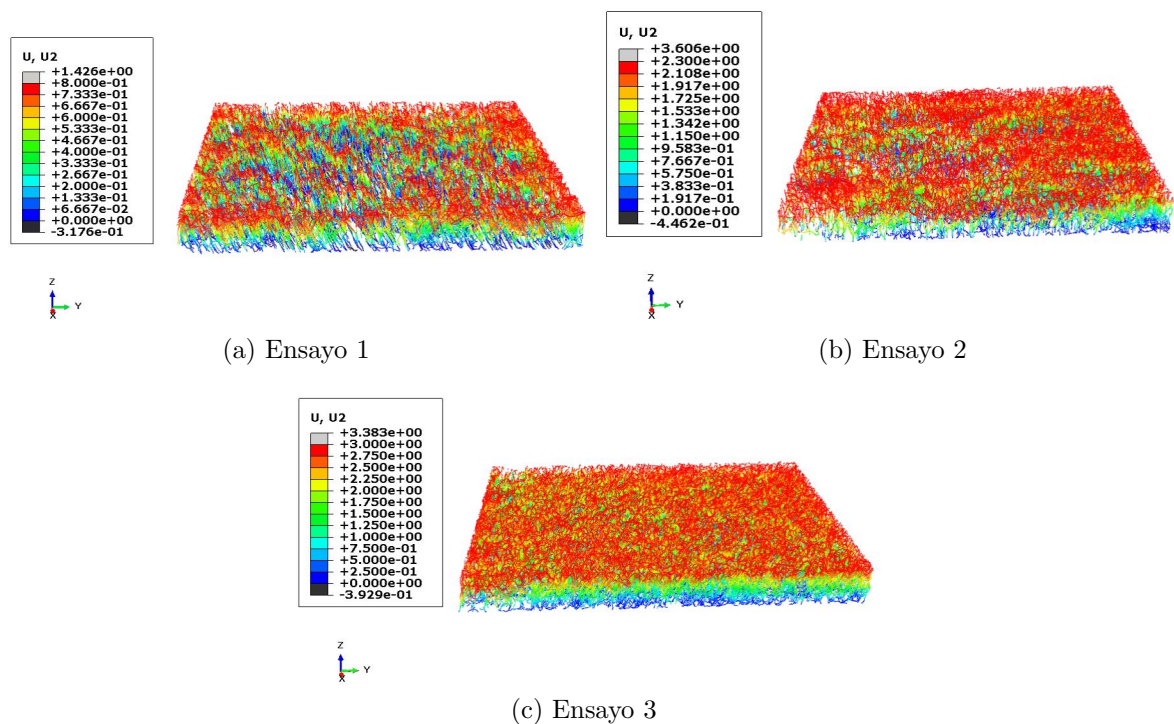 U, U2
+1.426e+00
+8.000e-01
+7.333e-01
+6.667e-01
+6.000e-01
+5.333e-01
+4.667e-01
+4.000e-01
+3.333e-01
+2.667e-01
+2.000e-01
+1.333e-01
+6.667e-02
+0.000e+00
-3.176e-01
Z
Y
X
(a) Ensayo 1
U, U2
+3.606e+00
+2.300e+00
+2.108e+00
+1.917e+00
+1.725e+00
+1.533e+00
+1.342e+00
+1.150e+00
+9.583e-01
+7.667e-01
+5.750e-01
+3.833e-01
+1.917e-01
+0.000e+00
-4.462e-01
Z
Y
X
(b) Ensayo 2
U, U2
+3.383e+00
+3.000e+00
+2.750e+00
+2.500e+00
+2.250e+00
+2.000e+00
+1.750e+00
+1.500e+00
+1.250e+00
+1.000e+00
+7.500e-01
+5.000e-01
+2.500e-01
+0.000e+00
-3.929e-01
Z
Y
X
(c) Ensayo 3